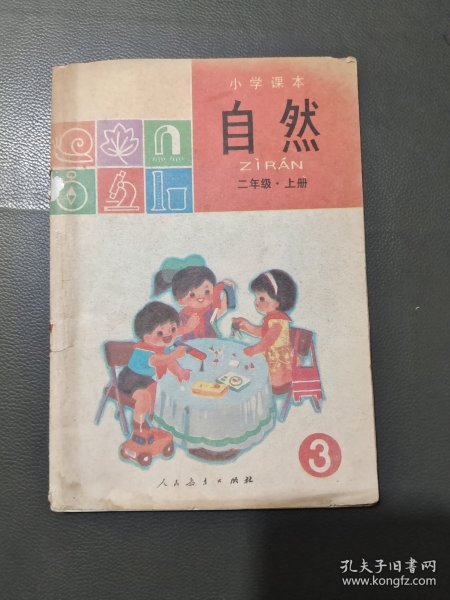 小学课本
自然
ZÌRÁN
二年级·上册
3
人民教育出版社
孔夫子旧书网
www.kongfz.com